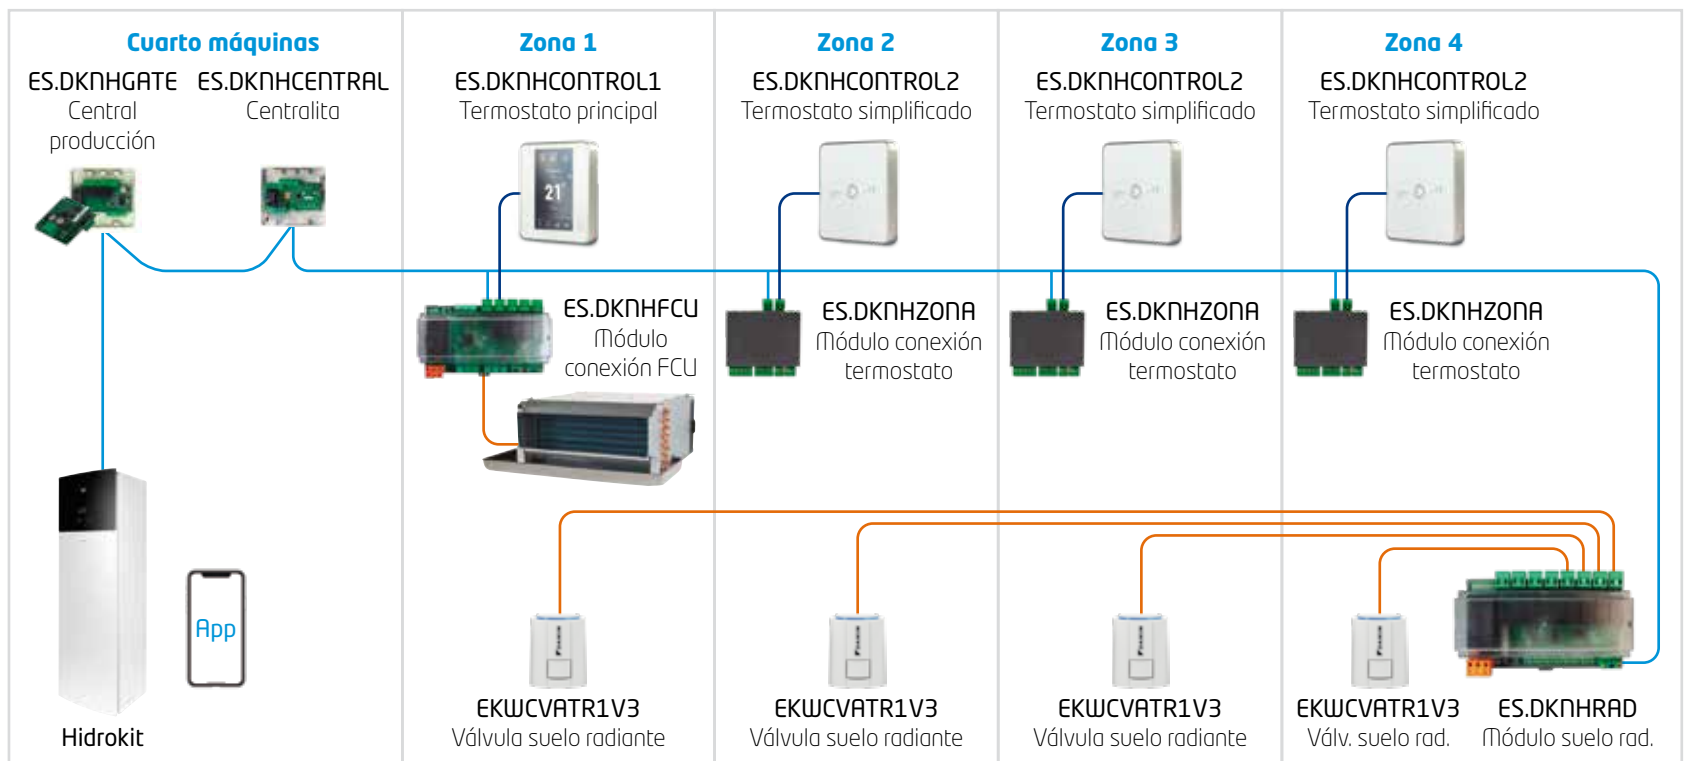 Cuarto máquinas
ES.DKNHGATE
Central
producción
ES.DKNHCENTRAL
Centralita
Zona 1
ES.DKNHCONTROL1
Termostato principal
21
Zona 2
ES.DKNHCONTROL2
Termostato simplificado
Zona 3
ES.DKNHCONTROL2
Termostato simplificado
Zona 4
ES.DKNHCONTROL2
Termostato simplificado
ES.DKNHFCU
Módulo
conexión FCU
ES.DKNHZONA
Módulo conexión
termostato
ES.DKNHZONA
Módulo conexión
termostato
ES.DKNHZONA
Módulo conexión
termostato
App
Hidrokit
DAIKIN
EKWCVATR1V3
Válvula suelo radiante
DAIKIN
EKWCVATR1V3
Válvula suelo radiante
DAIKIN
EKWCVATR1V3
Válvula suelo radiante
DAIKIN
EKWCVATR1V3
Válv. suelo rad.
ES.DKNHRAD
Módulo suelo rad.